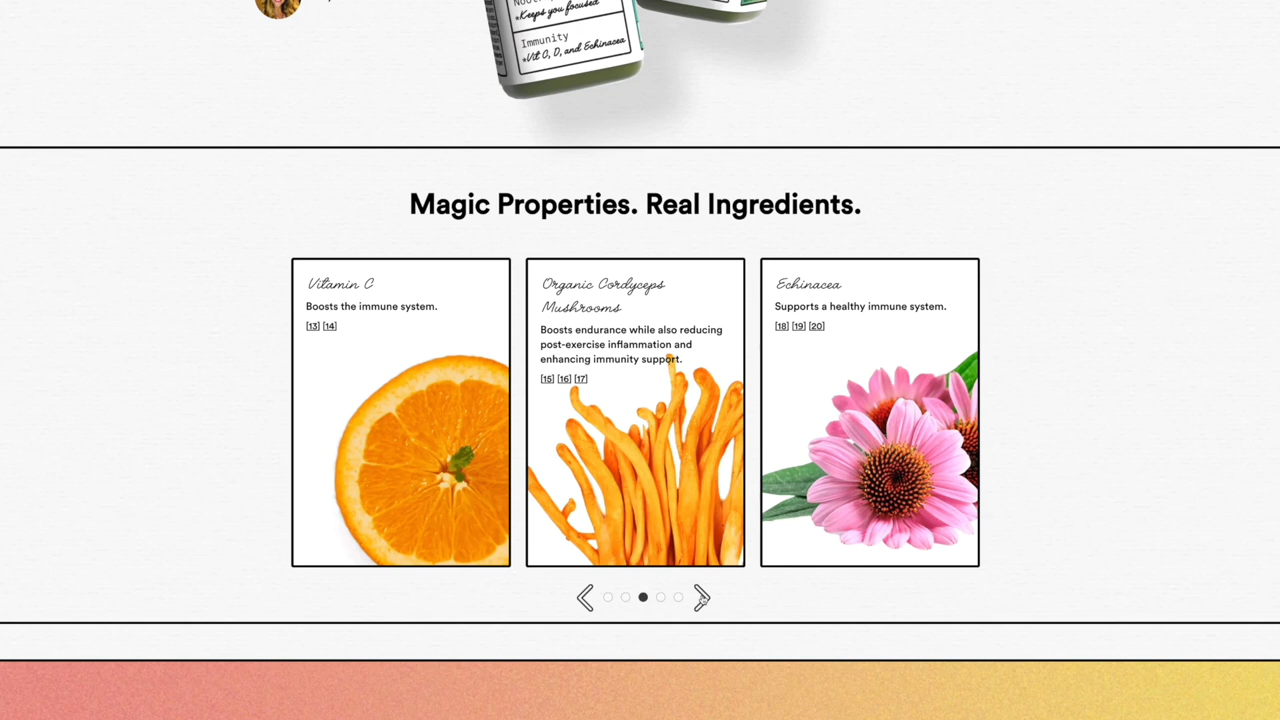 Keeps you focused
Immunity
Vit C, D, and Echinacea
Magic Properties. Real Ingredients.
Vitamin C
Boosts the immune system.
[13] [14]
Organic Cordyceps
Mushrooms
Boosts endurance while also reducing
post-exercise inflammation and
enhancing immunity support.
[15] [16] [17]
Echinacea
Supports a healthy immune system.
[18] [19] [20]